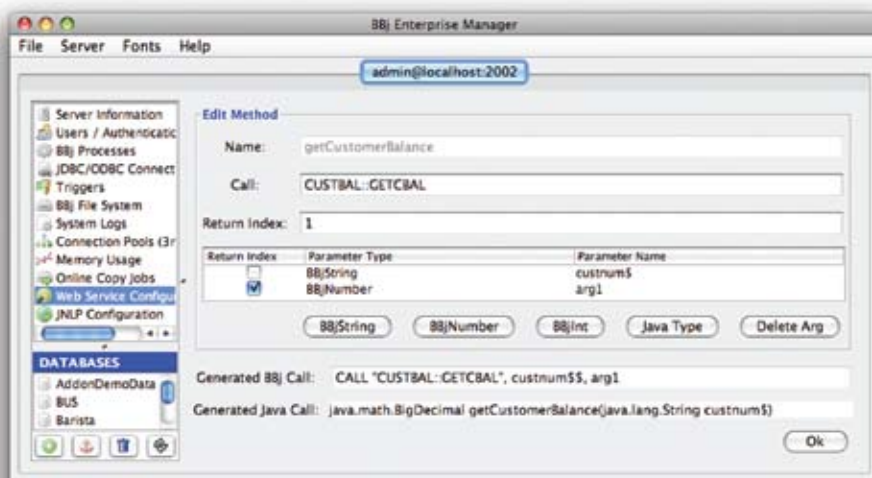 BBj Enterprise Manager
File Server Fonts Help
admin@localhost:2002
Server Information
Users / Authenticatic
BBj Processes
JDBC/ODBC Connect
Triggers
BBj File System
System Logs
Connection Pools (3r
Memory Usage
Online Copy Jobs
Web Service Configu
JNLP Configuration
DATABASES
AddonDemoData
BUS
Barista
Edit Method
Name: getCustomerBalance
Call: CUSTBAL::GETCBAL
Return Index: 1
Return Index Parameter Type Parameter Name
BBjString custnum$
BBjNumber arg1
BBjString BBjNumber BBjInt Java Type Delete Arg
Generated BBj Call: CALL "CUSTBAL::GETCBAL", custnum$$, arg1
Generated Java Call: java.math.BigDecimal getCustomerBalance(java.lang.String custnum$)
Ok